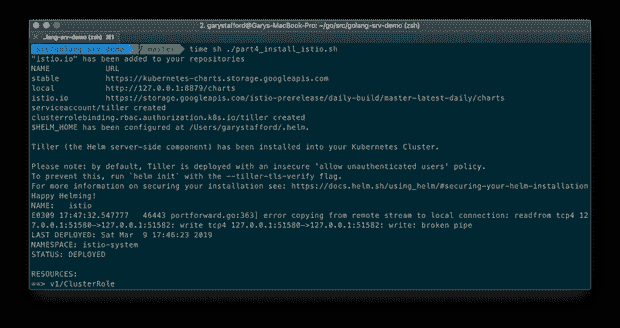 2. garystafford@Garys-MacBook-Pro: ~/go/src/golang-srv-demo (zsh)
..lang-srv-demo (zsh)
src/golang-srv-demo master time sh ./part4_install_istio.sh
"istio.io" has been added to your repositories
NAME URL
stable https://kubernetes-charts.storage.googleapis.com
local http://127.0.0.1:8879/charts
istio.io https://storage.googleapis.com/istio-prerelease/daily-build/master-latest-daily/charts
serviceaccount/tiller created
clusterrolebinding.rbac.authorization.k8s.io/tiller created
$HELM_HOME has been configured at /Users/garystafford/.helm.
Tiller (the Helm server-side component) has been installed into your Kubernetes Cluster.
Please note: by default, Tiller is deployed with an insecure 'allow unauthenticated users' policy.
To prevent this, run `helm init` with the --tiller-tls-verify flag.
For more information on securing your installation see: https://docs.helm.sh/using_helm/#securing-your-helm-installation
Happy Helming!
NAME: istio
E0309 17:47:32.547777 46443 portforward.go:363] error copying from remote stream to local connection: readfrom tcp4 12
7.0.0.1:51580->127.0.0.1:51582: write tcp4 127.0.0.1:51580->127.0.0.1:51582: write: broken pipe
LAST DEPLOYED: Sat Mar 9 17:46:23 2019
NAMESPACE: istio-system
STATUS: DEPLOYED
RESOURCES:
==> v1/ClusterRole